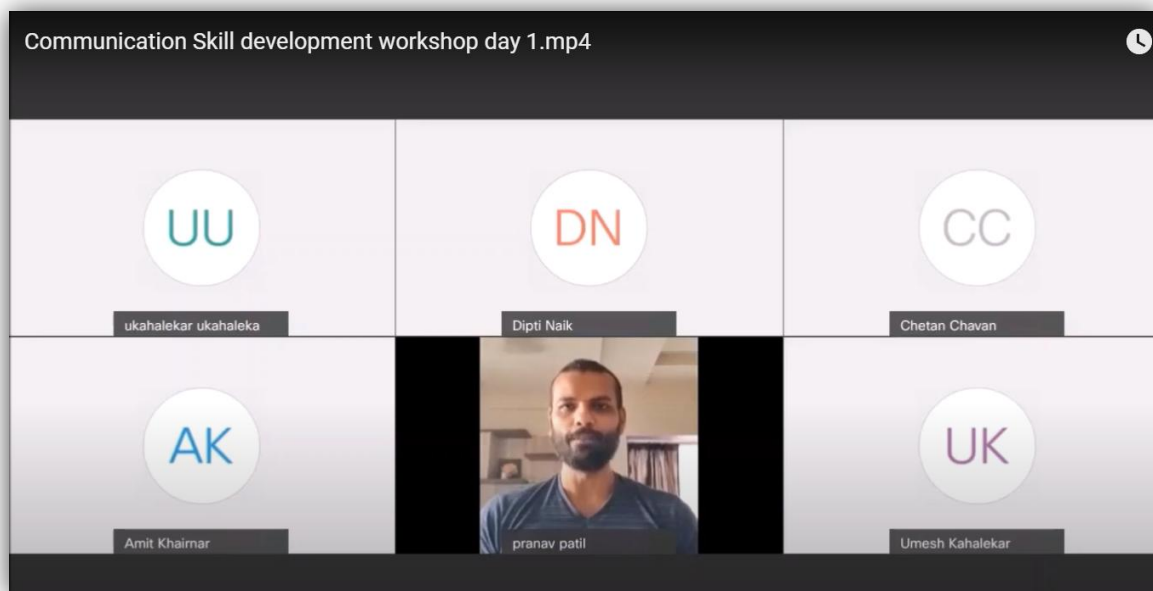 Communication Skill development workshop day 1.mp4
UU
DN
CC
ukahalekar ukahaleka
Dipti Naik
Chetan Chavan
AK
UK
Amit Khairnar
pranav patil
Umesh Kahalekar